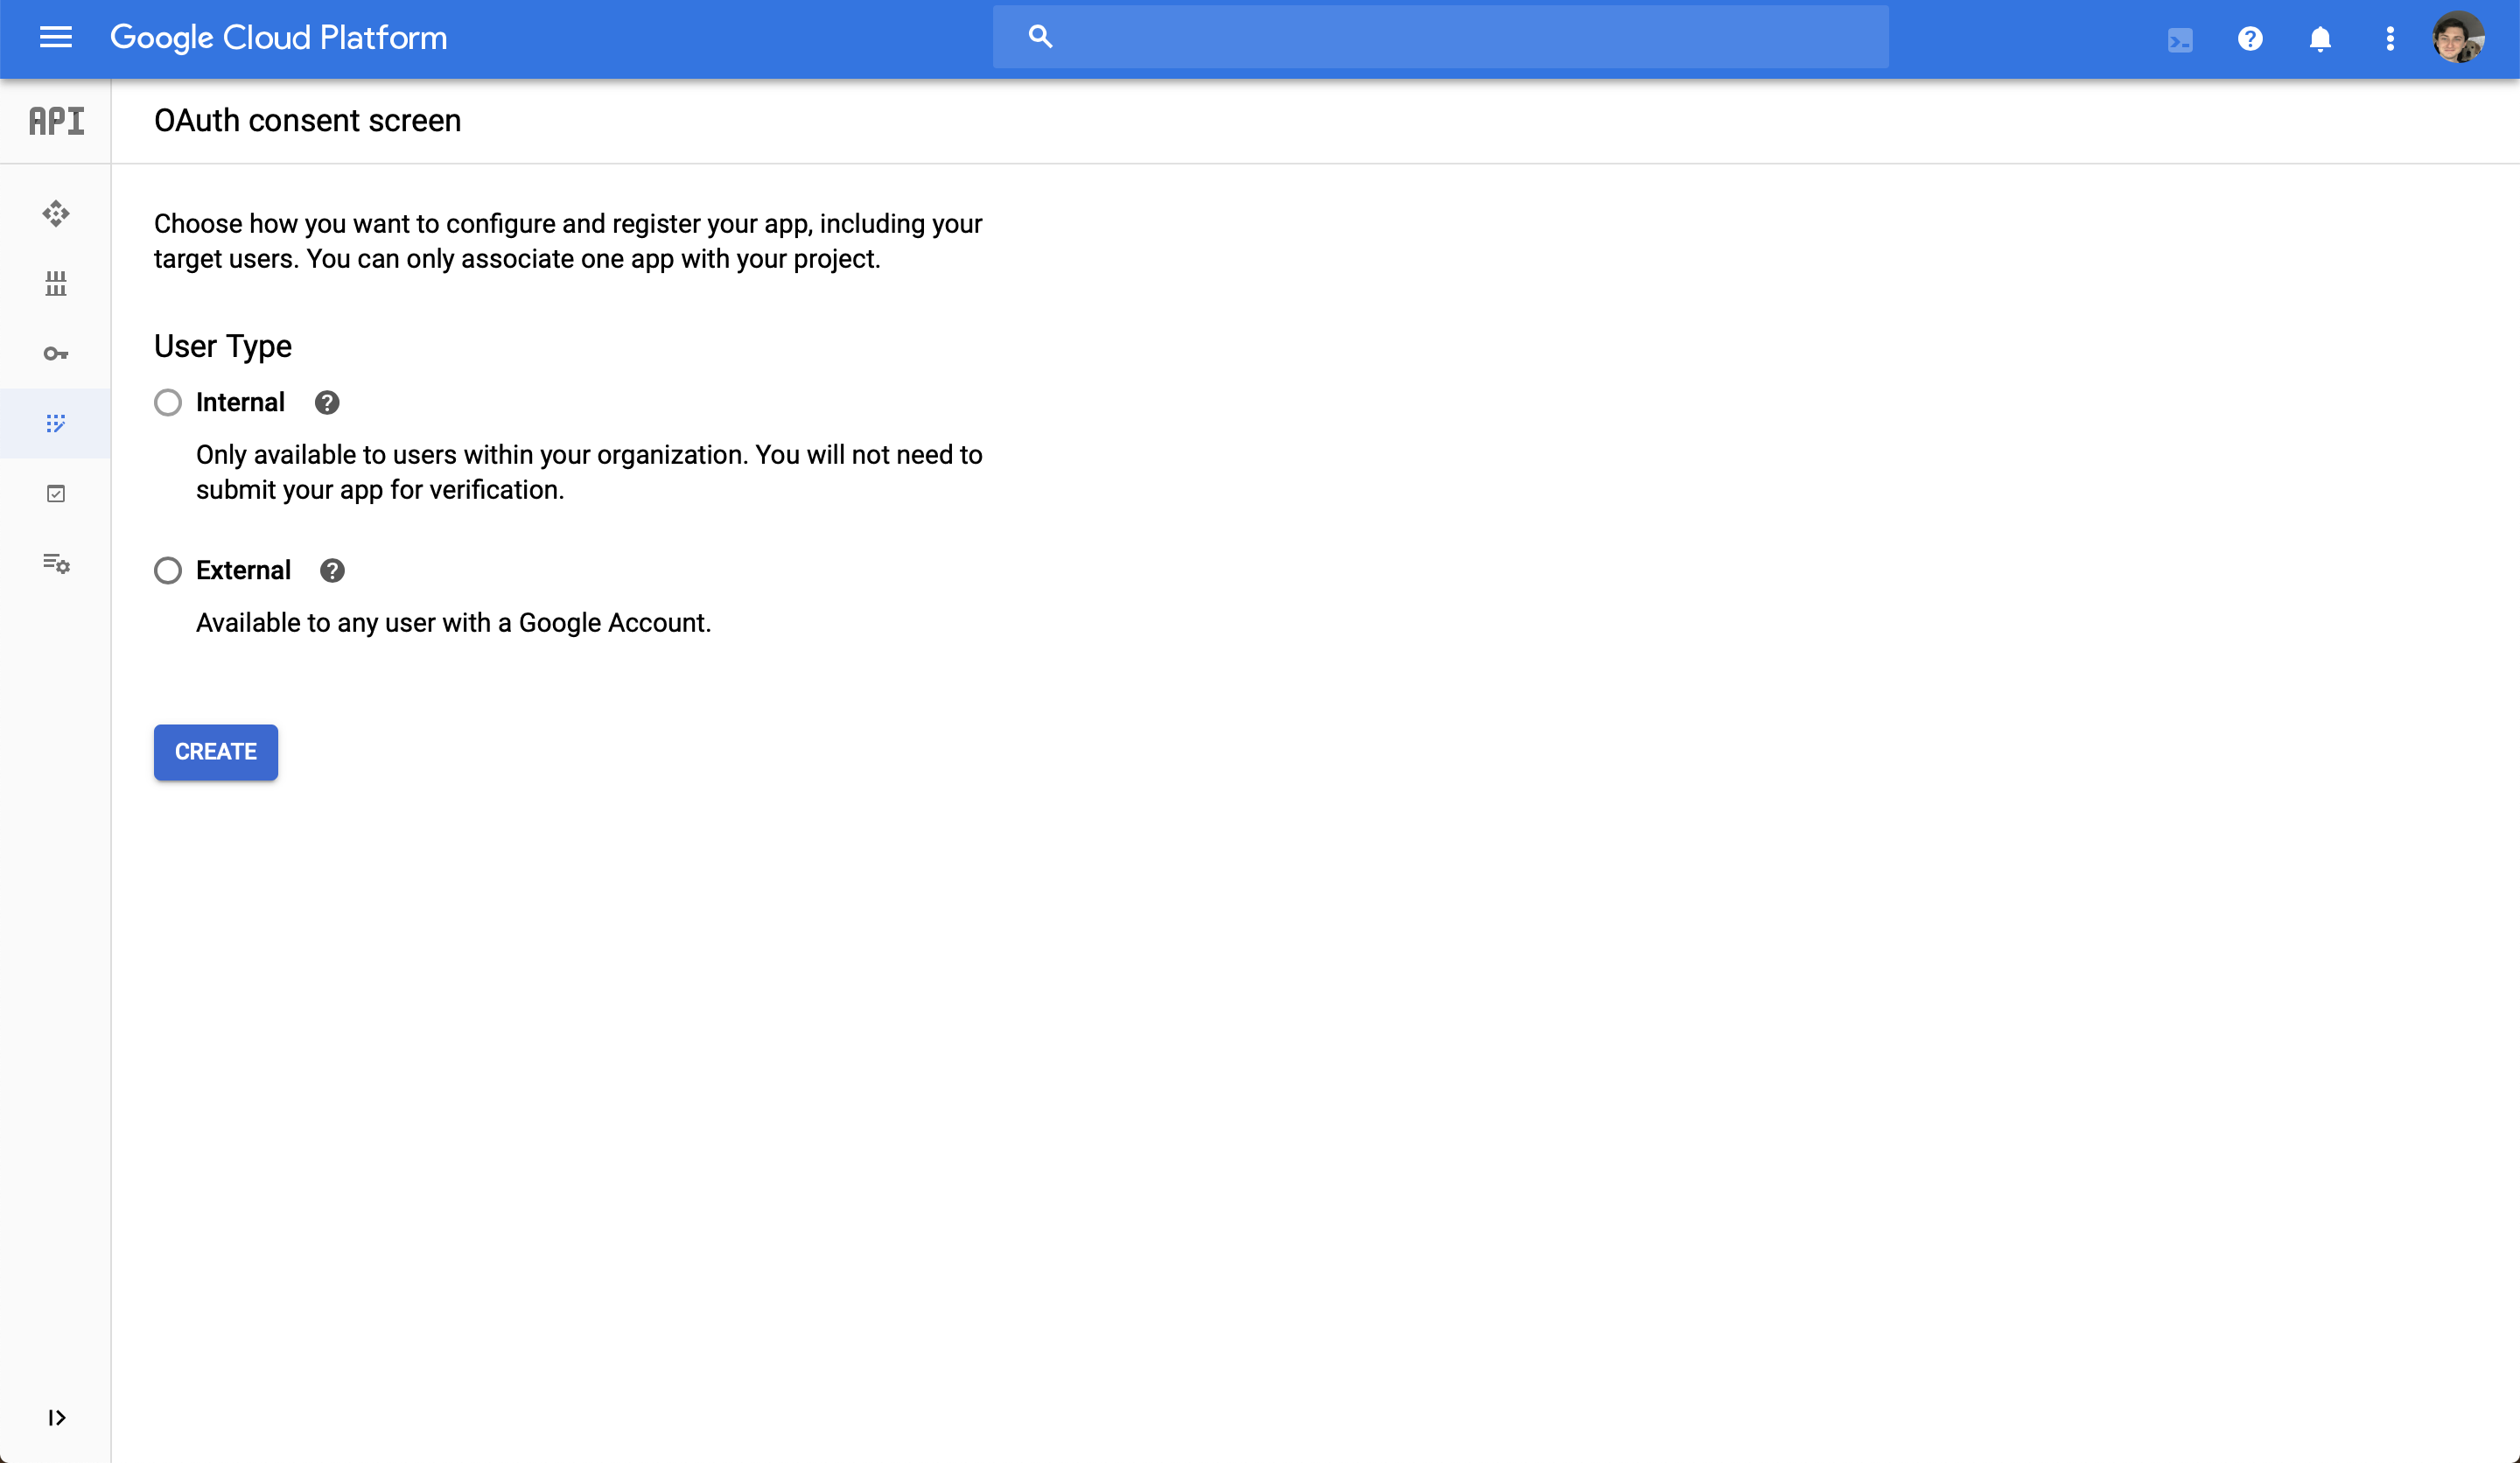 Google Cloud Platform
API
OAuth consent screen
Choose how you want to configure and register your app, including your
target users. You can only associate one app with your project.
User Type
Internal
Only available to users within your organization. You will not need to
submit your app for verification.
External
Available to any user with a Google Account.
CREATE